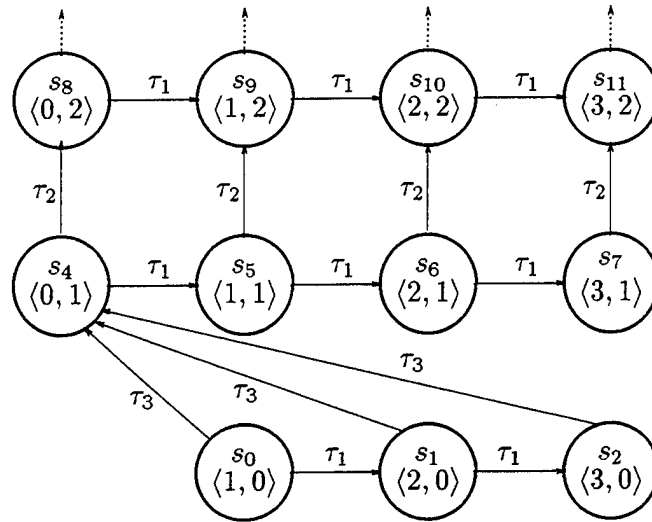 s₈ s₉ s₁₀ s₁₁
τ₁ τ₁ τ₁
⟨0, 2⟩ ⟨1, 2⟩ ⟨2, 2⟩ ⟨3, 2⟩
τ₂ τ₂ τ₂ τ₂
s₄ s₅ s₆ s₇
τ₁ τ₁ τ₁
⟨0, 1⟩ ⟨1, 1⟩ ⟨2, 1⟩ ⟨3, 1⟩
τ₃
τ₃ τ₃
s₀ s₁ s₂
τ₁ τ₁
⟨1, 0⟩ ⟨2, 0⟩ ⟨3, 0⟩